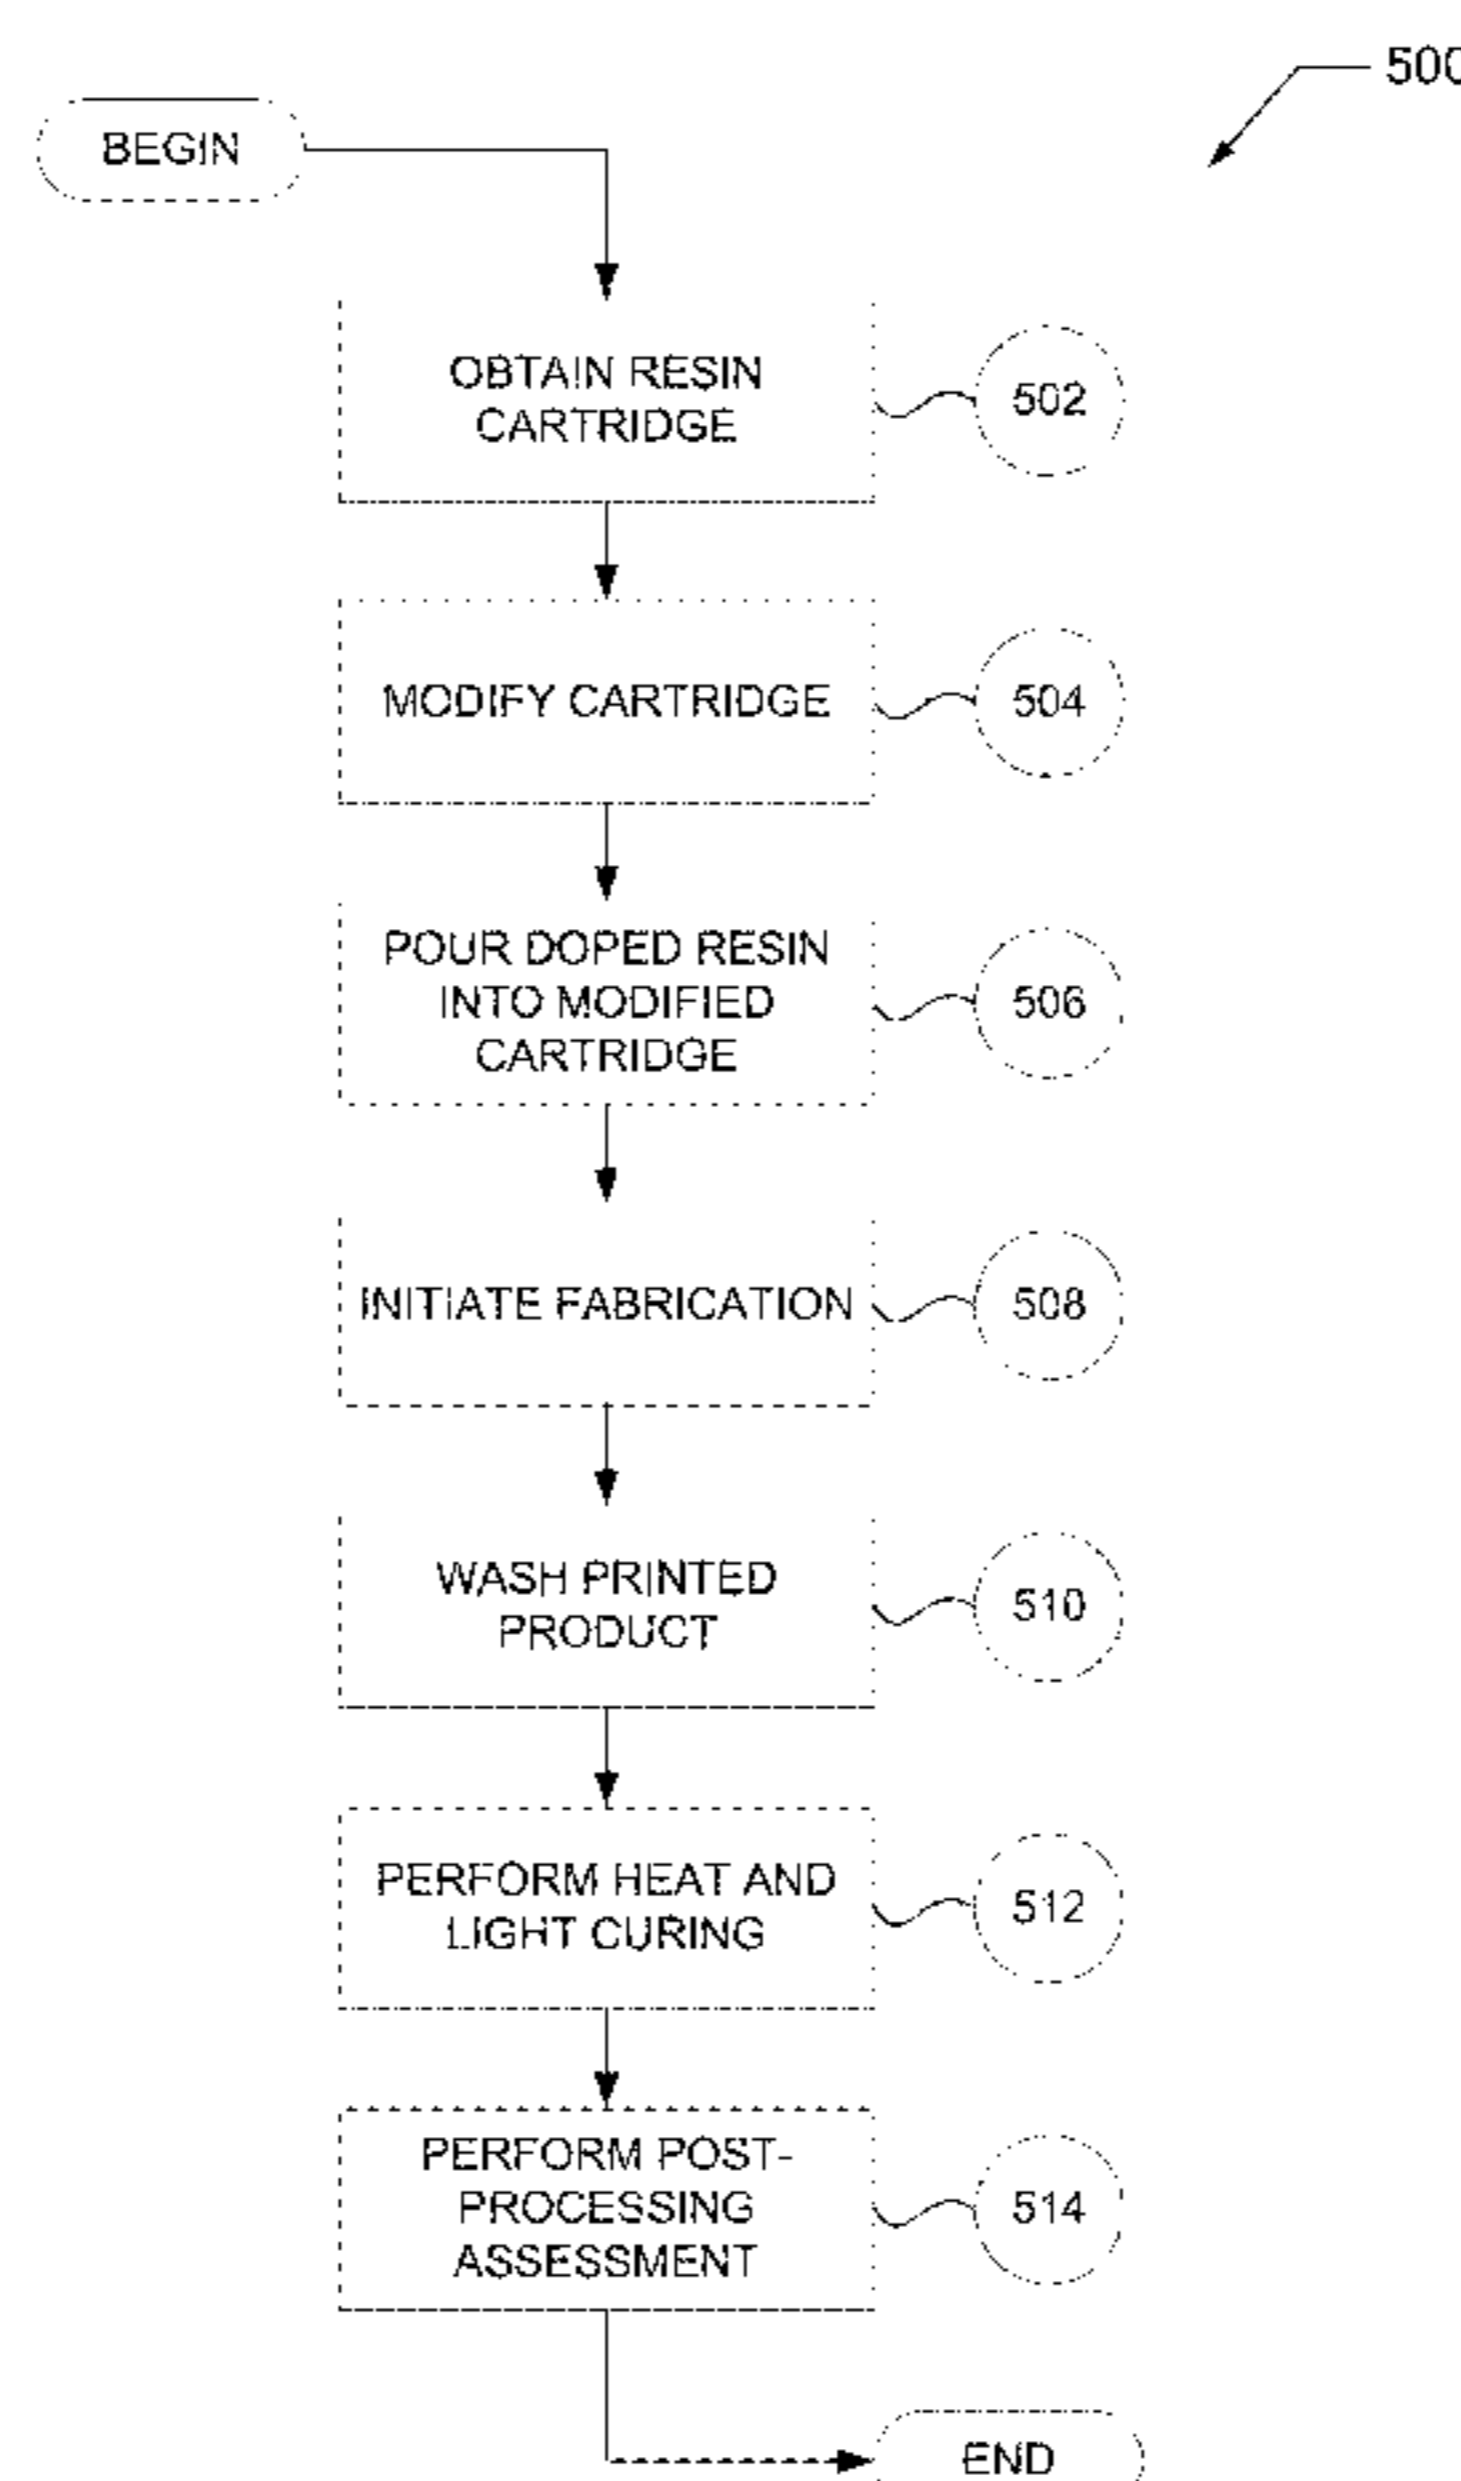 500
BEGIN
OBTAIN RESIN
CARTRIDGE
502
MODIFY CARTRIDGE
504
POUR DOPED RESIN
INTO MODIFIED
CARTRIDGE
506
INITIATE FABRICATION
508
WASH PRINTED
PRODUCT
510
PERFORM HEAT AND
LIGHT CURING
512
PERFORM POST-
PROCESSING
ASSESSMENT
514
END